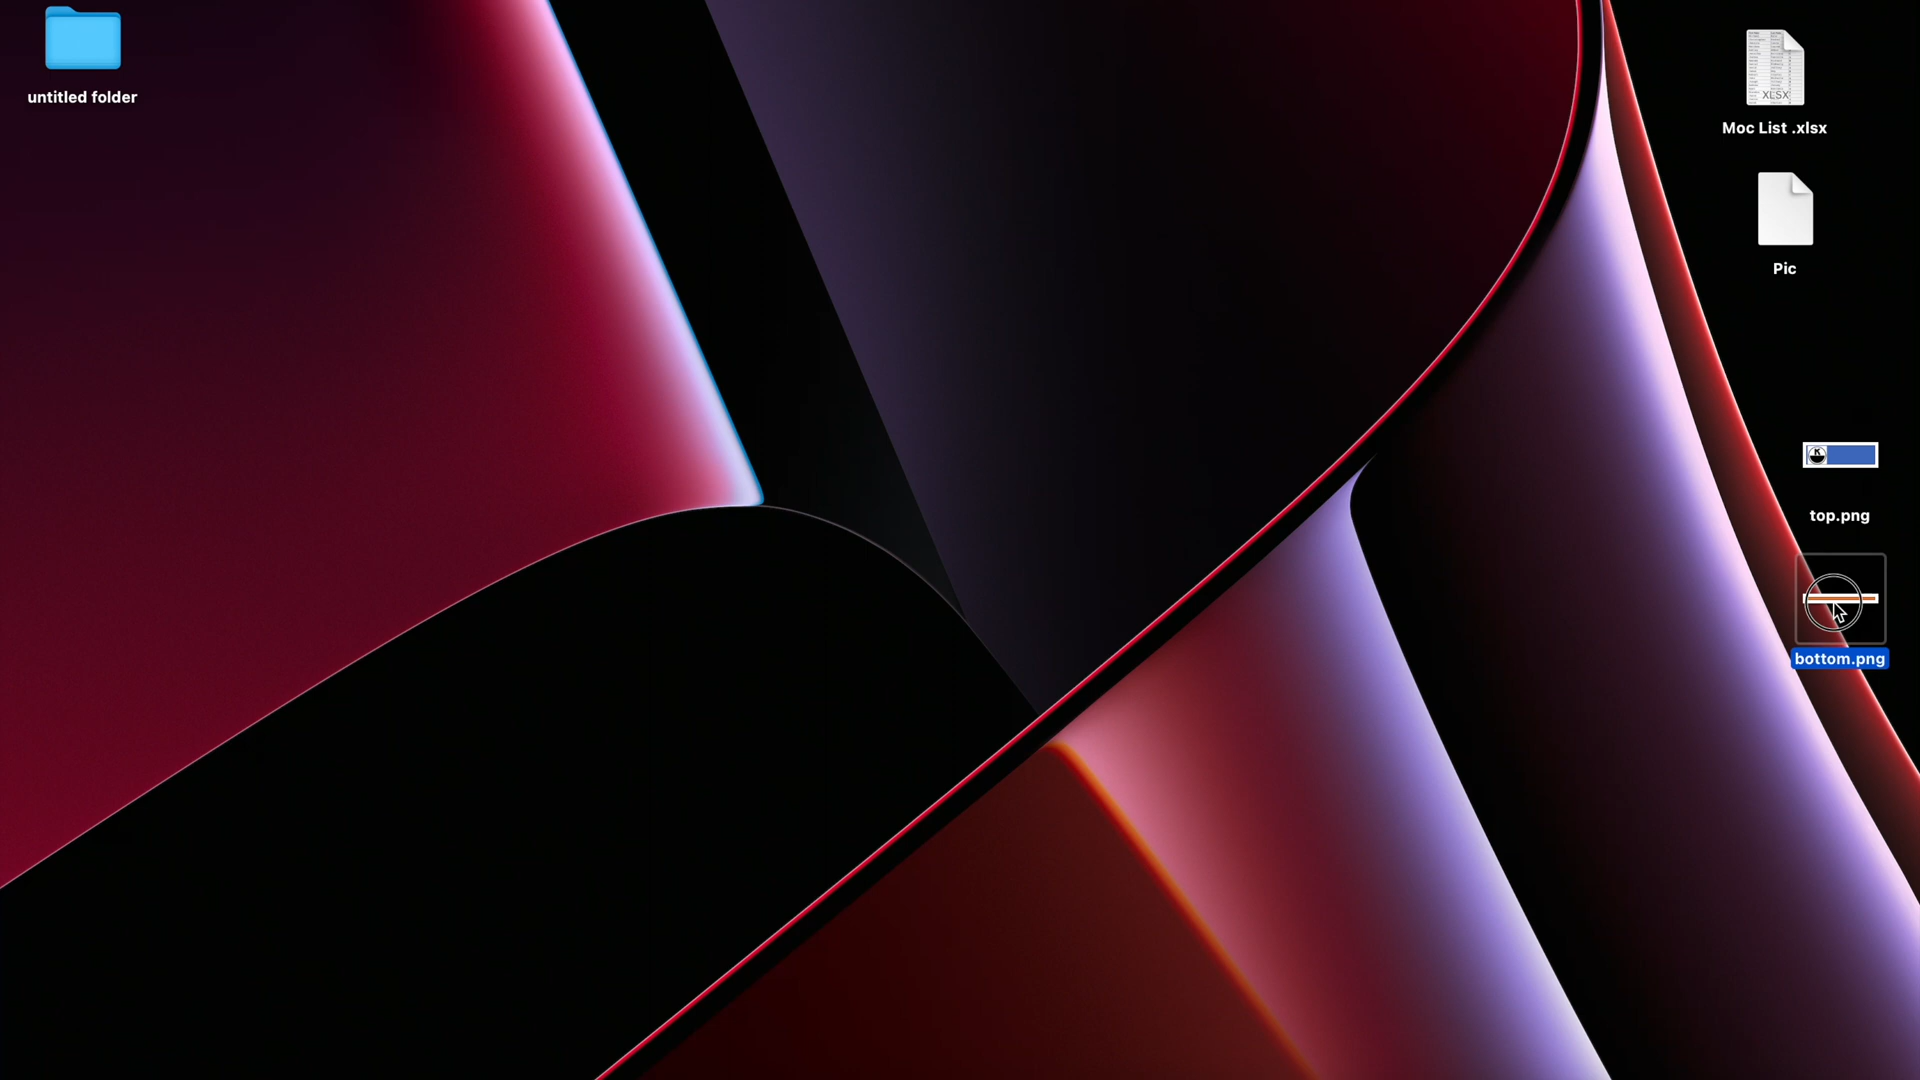 untitled folder
XLSX
Moc List .xlsx
Pic
K
top.png
bottom.png